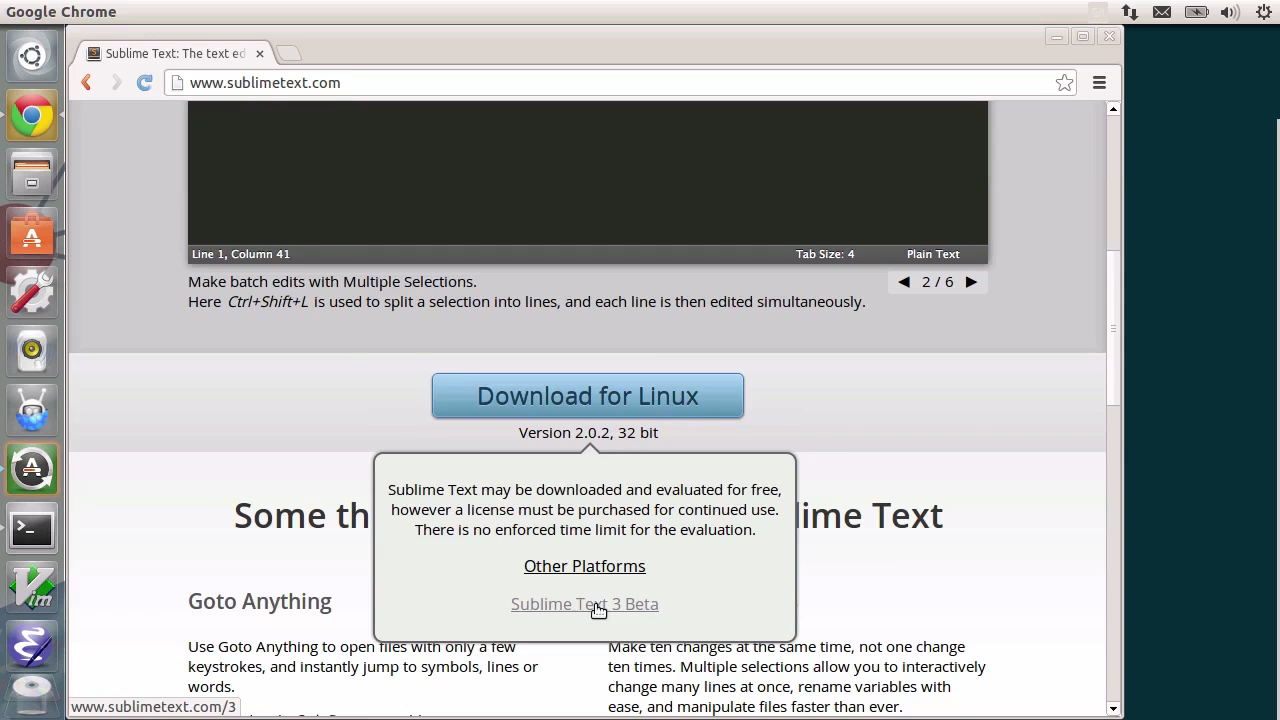 Google Chrome
Sublime Text: The text ed
www.sublimetext.com
Line 1, Column 41
Tab Size: 4
Plain Text
Make batch edits with Multiple Selections.
2 / 6
Here Ctrl+Shift+L is used to split a selection into lines, and each line is then edited simultaneously.
Download for Linux
Version 2.0.2, 32 bit
Sublime Text may be downloaded and evaluated for free,
however a license must be purchased for continued use.
There is no enforced time limit for the evaluation.
Other Platforms
Sublime Text 3 Beta
Some th
lime Text
Goto Anything
Use Goto Anything to open files with only a few
keystrokes, and instantly jump to symbols, lines or
words.
Make ten changes at the same time, not one change
ten times. Multiple selections allow you to interactively
change many lines at once, rename variables with
ease, and manipulate files faster than ever.
www.sublimetext.com/3
Vim